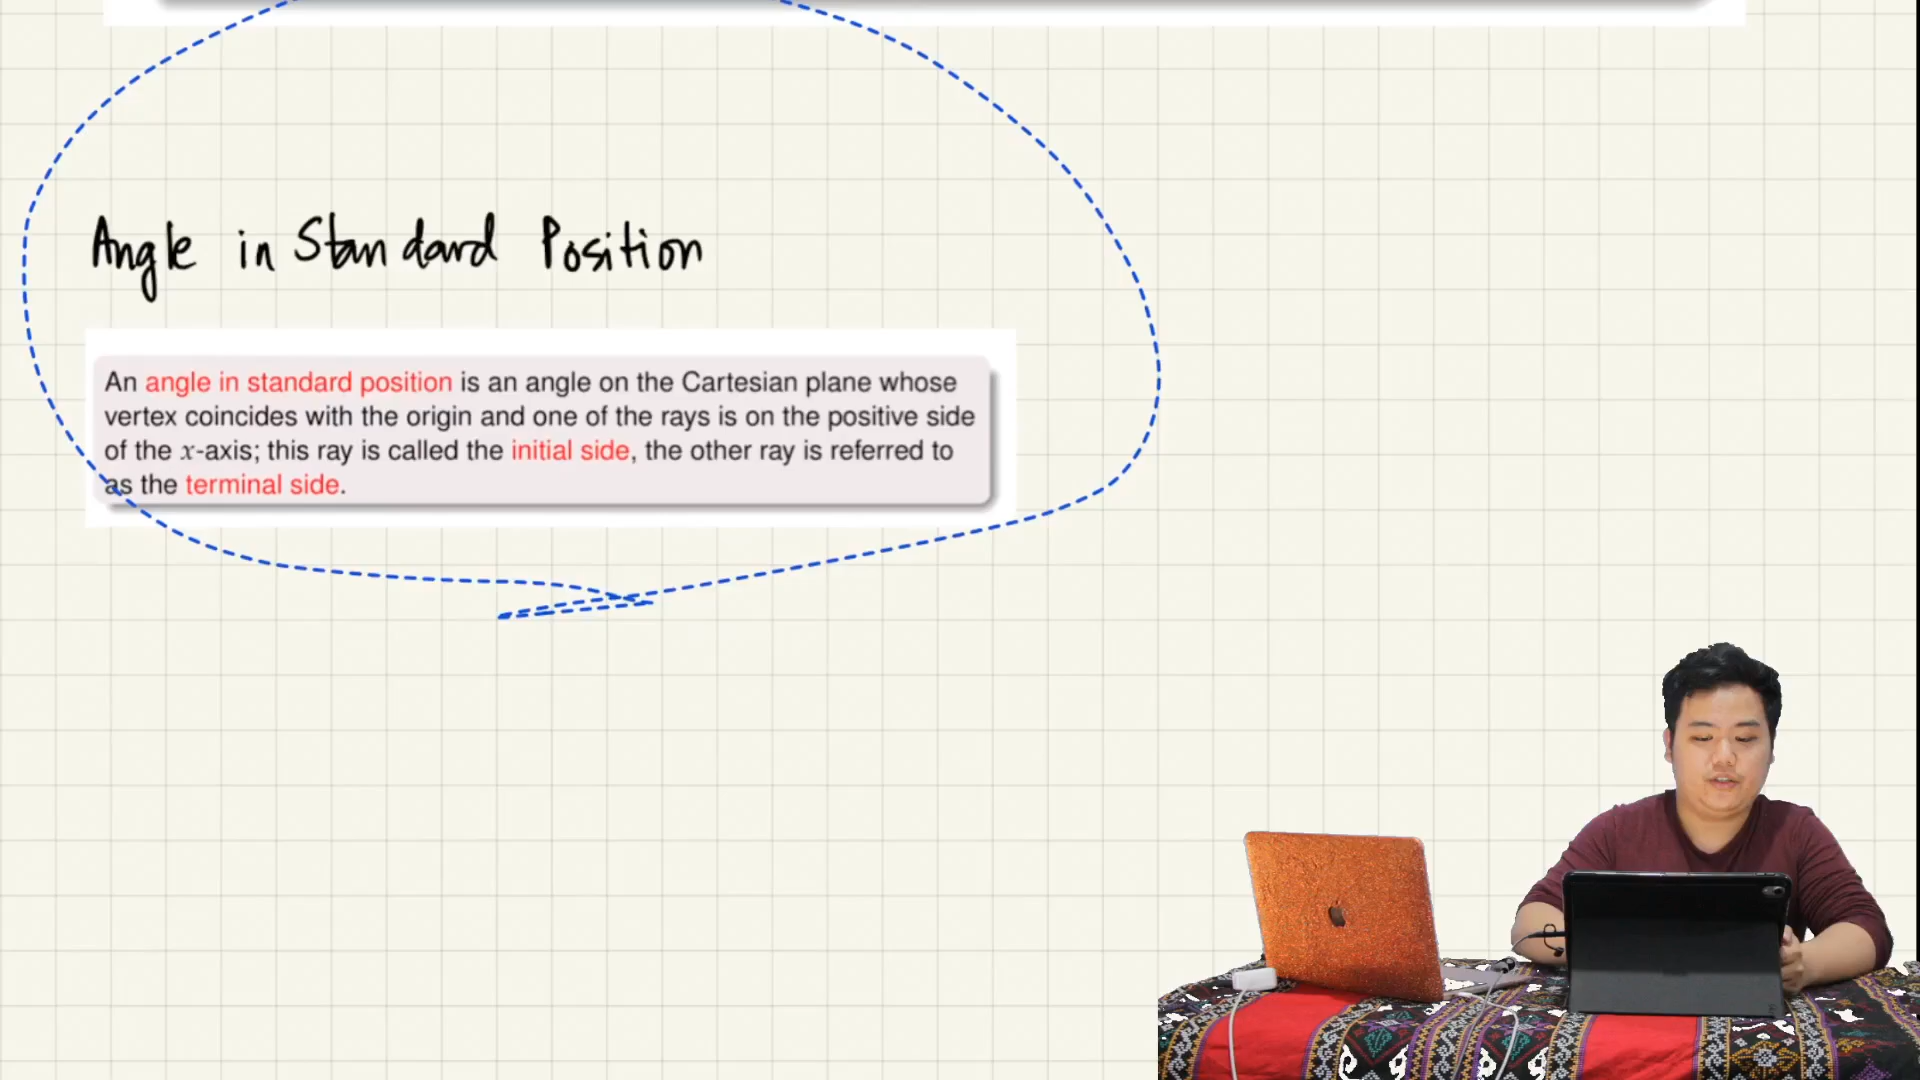 Angle in Standard Position
An angle in standard position is an angle on the Cartesian plane whose
vertex coincides with the origin and one of the rays is on the positive side
of the x-axis; this ray is called the initial side, the other ray is referred to
as the terminal side.